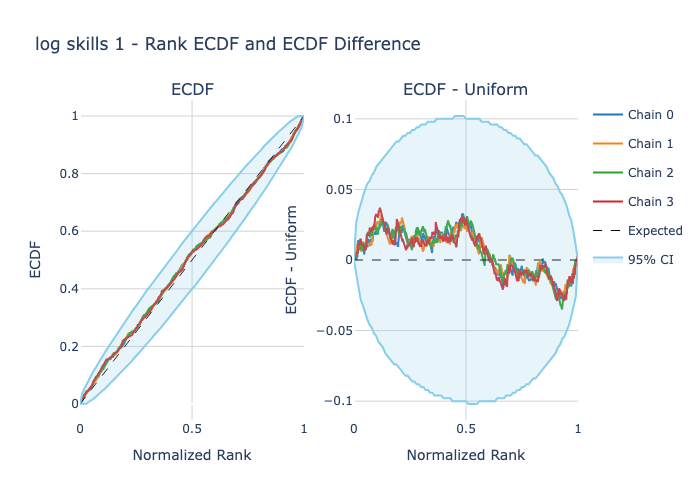 log skills 1 - Rank ECDF and ECDF Difference
ECDF
ECDF - Uniform
1
0.8
0.6
0.4
0.2
0
0
0.5
1
ECDF
Normalized Rank
0.1
0.05
0
−0.05
−0.1
0
0.5
1
ECDF - Uniform
Normalized Rank
Chain 0
Chain 1
Chain 2
Chain 3
Expected
95% CI